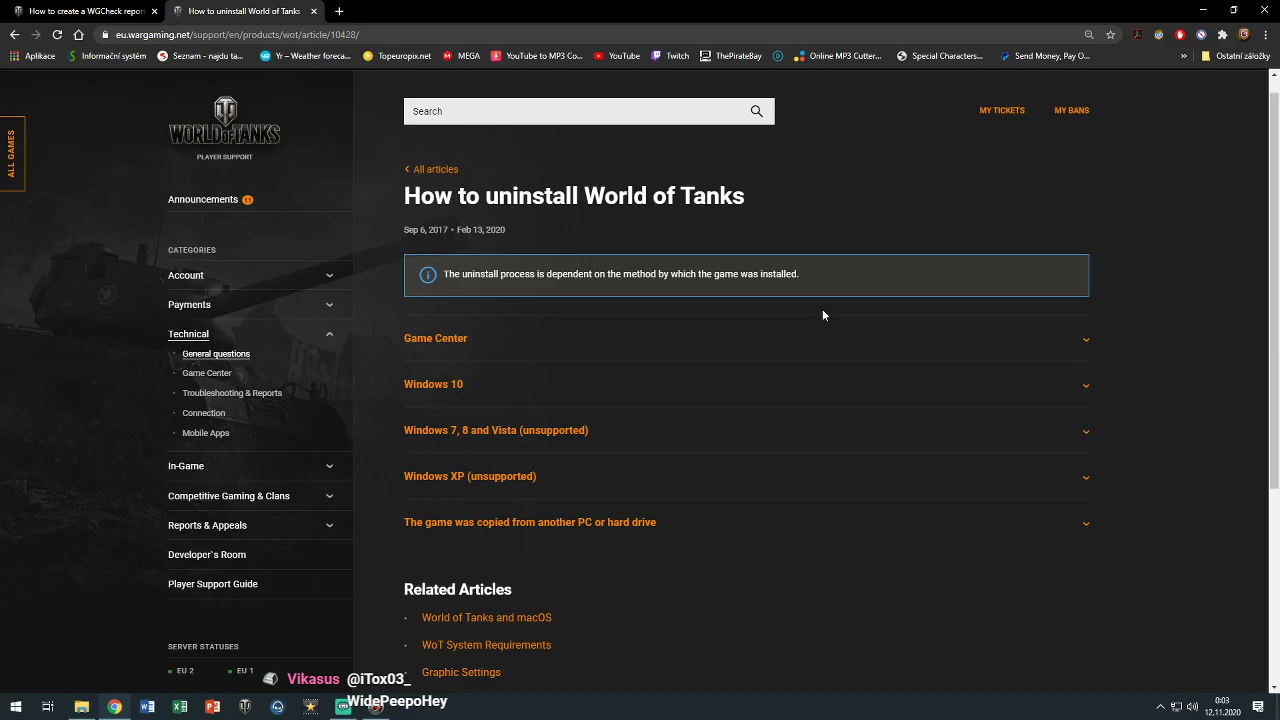 World of Tanks reportng | Custo
World of Tanks
eu.wargaming.net/support/en/products/wot/article/10428/
Aplikace
Informační systém
Seznam – najdu ta...
Yr – Weather foreca...
Topeuropix.net
MEGA
YouTube to MP3 Co...
YouTube
Twitch
ThePirateBay
Online MP3 Cutter...
Special Characters...
Send Money, Pay O...
»
Ostatní záložky
ALL GAMES
WORLD OF TANKS
PLAYER SUPPORT
Search
MY TICKETS
MY BANS
Announcements 11
CATEGORIES
Account
Payments
Technical
General questions
Game Center
Troubleshooting & Reports
Connection
Mobile Apps
In-Game
Competitive Gaming & Clans
Reports & Appeals
Developer`s Room
Player Support Guide
SERVER STATUSES
EU 2
EU 1
All articles
How to uninstall World of Tanks
Sep 6, 2017 • Feb 13, 2020
The uninstall process is dependent on the method by which the game was installed.
Game Center
Windows 10
Windows 7, 8 and Vista (unsupported)
Windows XP (unsupported)
The game was copied from another PC or hard drive
Related Articles
World of Tanks and macOS
WoT System Requirements
Graphic Settings
Vikasus @iTox03_
WidePeepoHey
0:03
12.11.2020